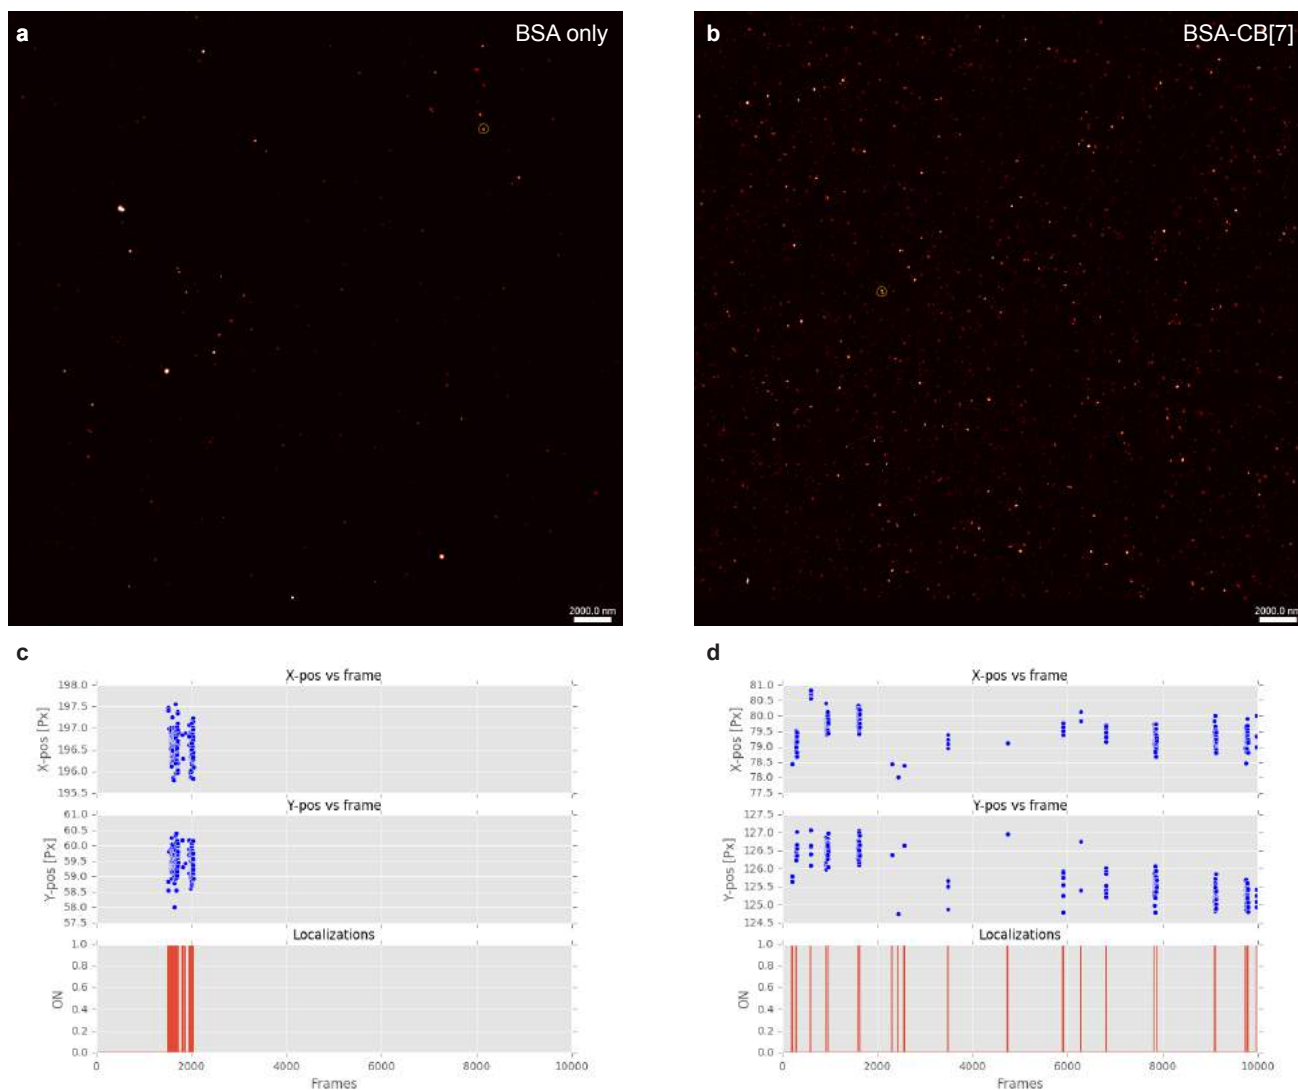 a
BSA only
2000.0 nm
b
BSA-CB[7]
2000.0 nm
c
X-pos vs frame
X-pos [Px]
198.0
197.5
197.0
196.5
196.0
195.5
Y-pos vs frame
Y-pos [Px]
61.0
60.5
60.0
59.5
59.0
58.5
58.0
57.5
Localizations
ON
1.0
0.8
0.6
0.4
0.2
0.0
0 2000 4000 6000 8000 10000
Frames
d
X-pos vs frame
X-pos [Px]
81.0
80.5
80.0
79.5
79.0
78.5
78.0
77.5
Y-pos vs frame
Y-pos [Px]
127.5
127.0
126.5
126.0
125.5
125.0
124.5
Localizations
ON
1.0
0.8
0.6
0.4
0.2
0.0
0 2000 4000 6000 8000 10000
Frames